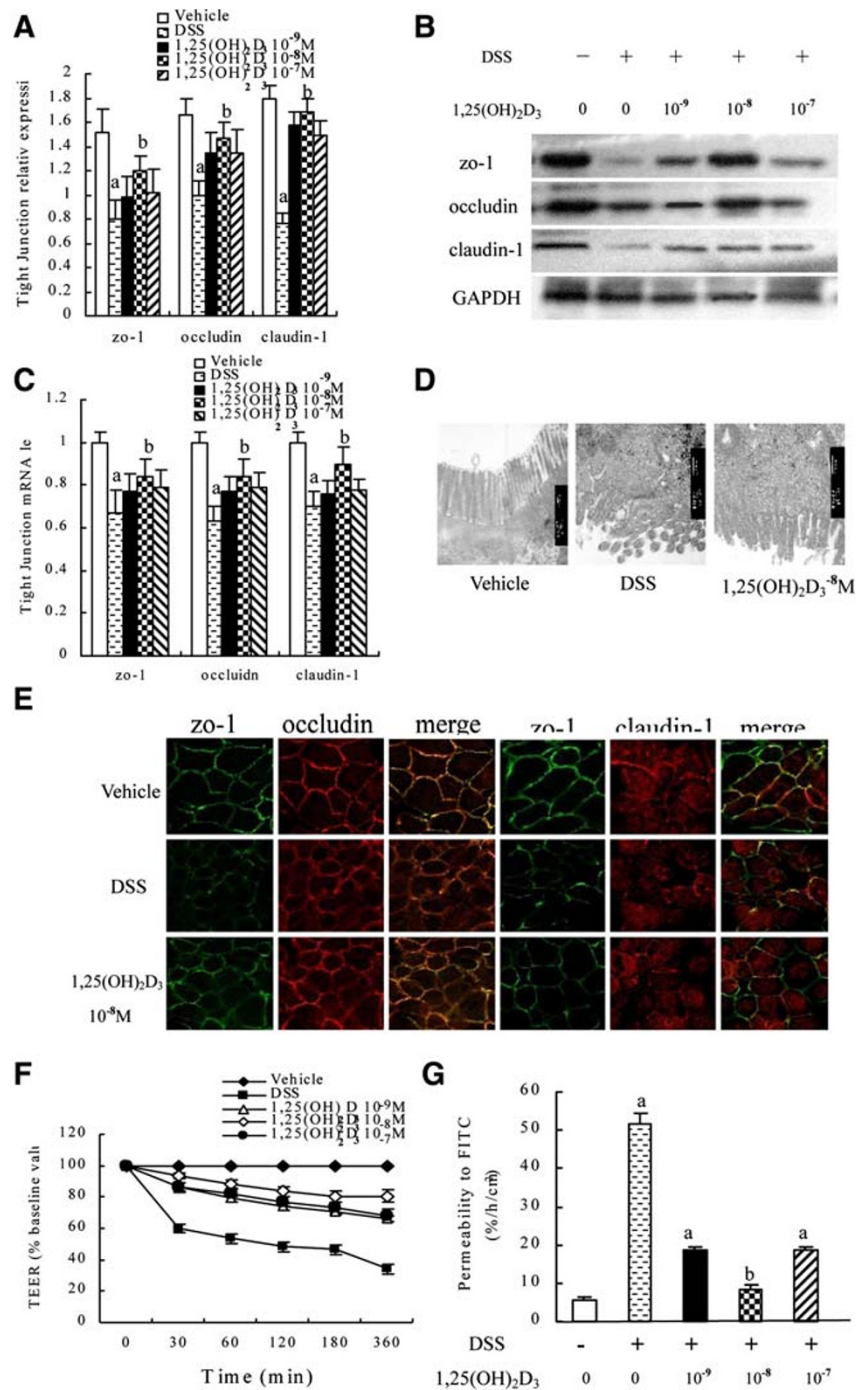 A
Vehicle
DSS
1,25(OH)2D3 10-9M
1,25(OH)2D3 10-8M
1,25(OH)2D3 10-7M
Tight Junction relative expressi
2
1.8
1.6
1.4
1.2
1
0.8
0.6
0.4
0.2
0
a
b
a
b
a
b
zo-1 occludin claudin-1
B
DSS − + + + +
1,25(OH)2D3 0 0 10-9 10-8 10-7
zo-1
occludin
claudin-1
GAPDH
C
Vehicle
DSS
1,25(OH)2D3 10-9M
1,25(OH)2D3 10-8M
1,25(OH)2D3 10-7M
Tight Junction mRNA le
1.2
1
0.8
0.6
0.4
0.2
0
a
b
a
b
a
b
zo-1 occluidn claudin-1
D
Vehicle DSS 1,25(OH)2D3-8M
E
zo-1 occludin merge zo-1 claudin-1 merge
Vehicle
DSS
1,25(OH)2D3
10-8M
F
Vehicle
DSS
1,25(OH)2D3 10-9M
1,25(OH)2D3 10-8M
1,25(OH)2D3 10-7M
TEER (% baseline valu
120
100
80
60
40
20
0
0 30 60 120 180 360
Time (min)
G
Permeability to FITC
(%/h/cm²)
60
50
40
30
20
10
0
a
a
b
a
DSS - + + + +
1,25(OH)2D3 0 0 10-9 10-8 10-7